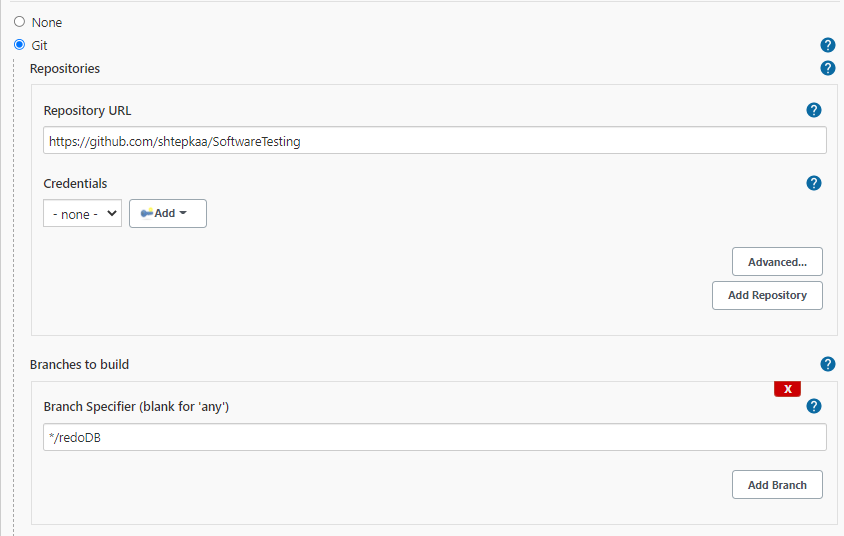 None
Git
?
Repositories
?
Repository URL
?
https://github.com/shtepkaa/SoftwareTesting
Credentials
?
- none -
Add
Advanced...
Add Repository
Branches to build
?
X
Branch Specifier (blank for 'any')
?
*/redoDB
Add Branch